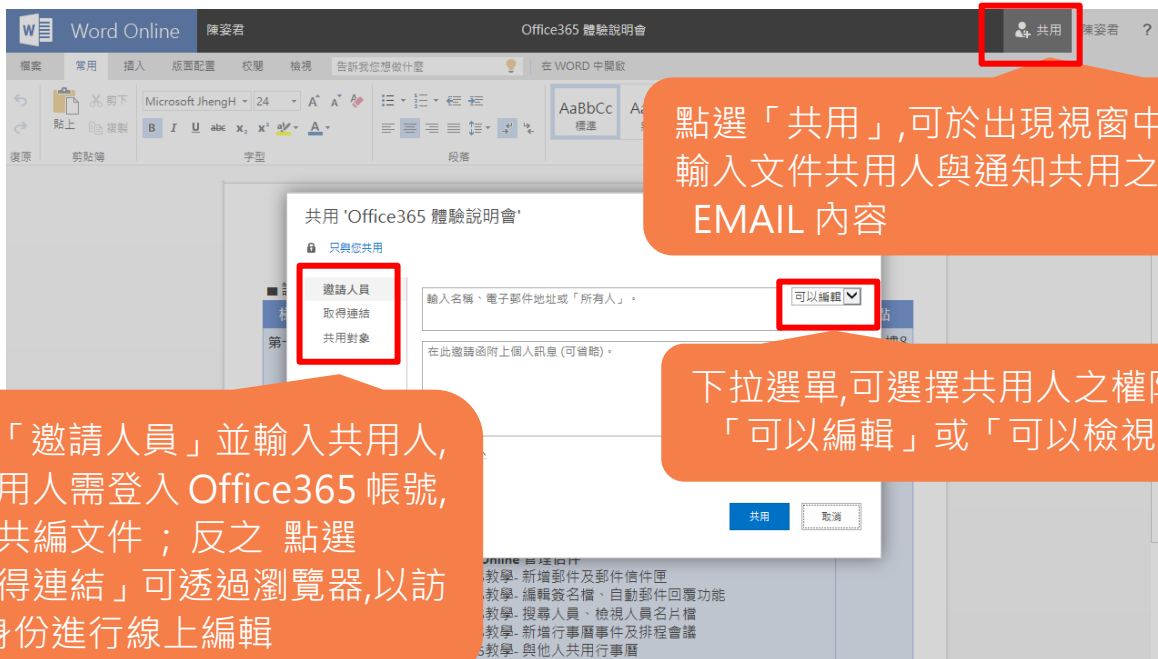 Word Online 陳姿君 Office365 體驗說明會 共用 陳姿君 ?
檔案 常用 插入 版面配置 校閱 檢視 告訴我您想做什麼 在 WORD 中開啟
剪下 Microsoft JhengH 24
貼上 複製 B I U abc x₂ x² A
AaBbCc
標準
復原 剪貼簿 字型 段落
點選「共用」,可於出現視窗中
輸入文件共用人與通知共用之
EMAIL 內容
共用 'Office365 體驗說明會'
只與您共用
邀請人員
取得連結
共用對象
輸入名稱、電子郵件地址或「所有人」。
可以編輯
在此邀請函附上個人訊息 (可省略)。
第一
下拉選單,可選擇共用人之權
「可以編輯」或「可以檢視
「邀請人員」並輸入共用人,
用人需登入 Office365 帳號,
共編文件 ; 反之 點選
得連結」可透過瀏覽器,以訪
身份進行線上編輯
共用 取消
Online 管理信件
教學- 新增郵件及郵件信件匣
教學- 編輯簽名檔、自動郵件回覆功能
教學- 搜尋人員、檢視人員名片檔
教學- 新增行事曆事件及排程會議
教學- 與他人共用行事曆